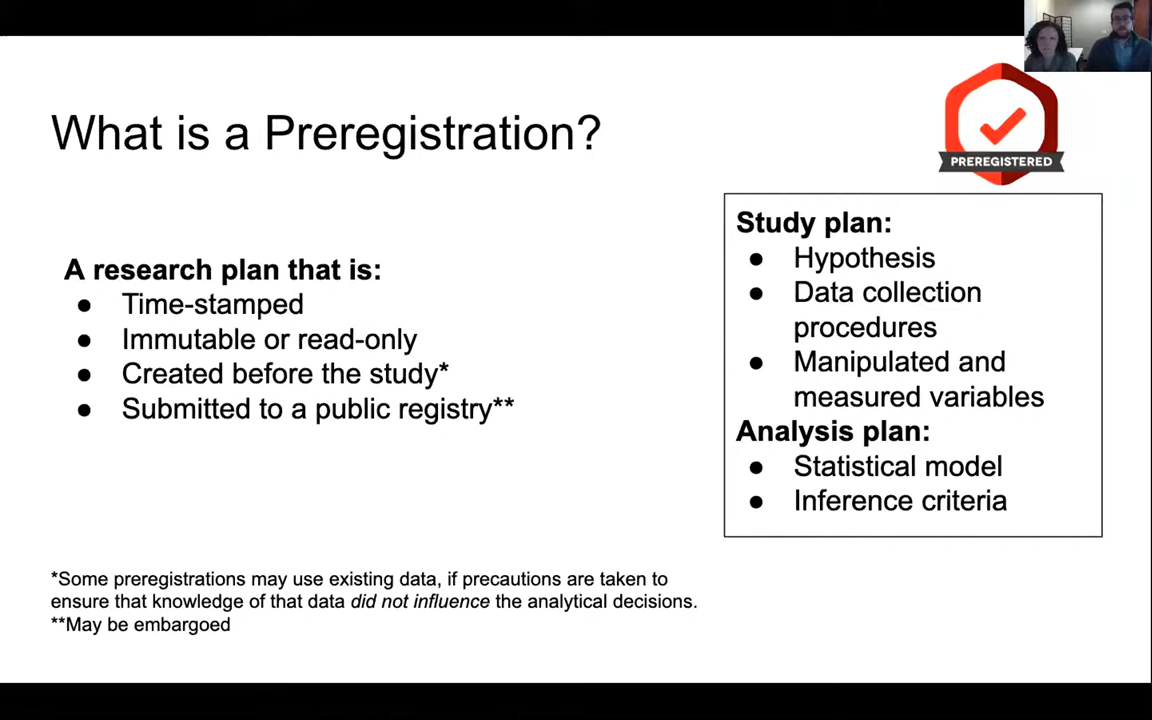 What is a Preregistration?
PREREGISTERED
A research plan that is:
● Time-stamped
● Immutable or read-only
● Created before the study*
● Submitted to a public registry**
Study plan:
● Hypothesis
● Data collection
procedures
● Manipulated and
measured variables
Analysis plan:
● Statistical model
● Inference criteria
*Some preregistrations may use existing data, if precautions are taken to
ensure that knowledge of that data did not influence the analytical decisions.
**May be embargoed